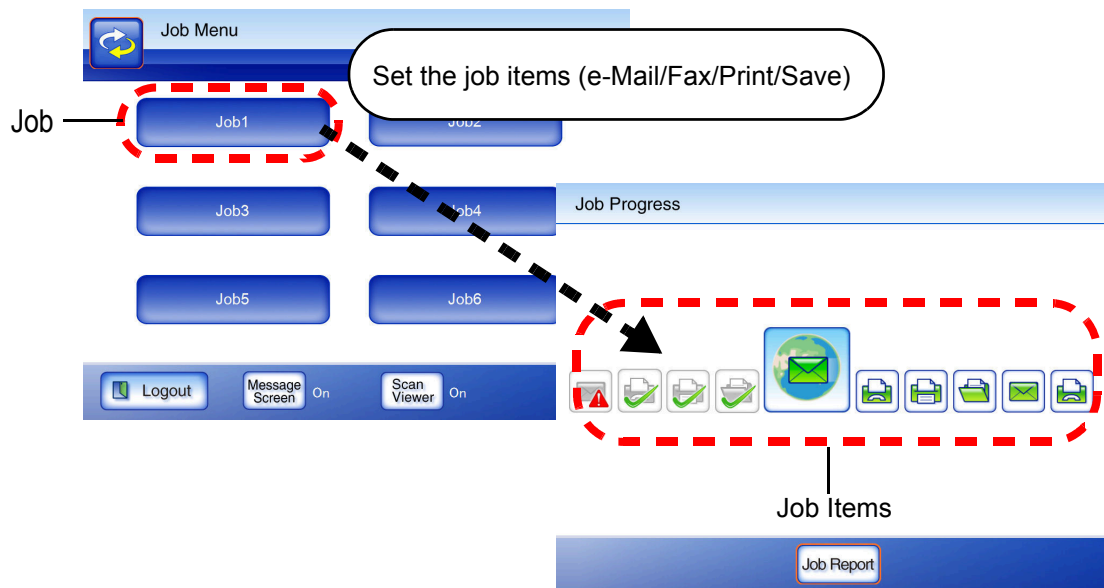 Job Menu
Set the job items (e-Mail/Fax/Print/Save)
Job
Job1
Job2
Job3
Job4
Job5
Job6
Logout
Message
Screen
On
Scan
Viewer
On
Job Progress
Job Items
Job Report